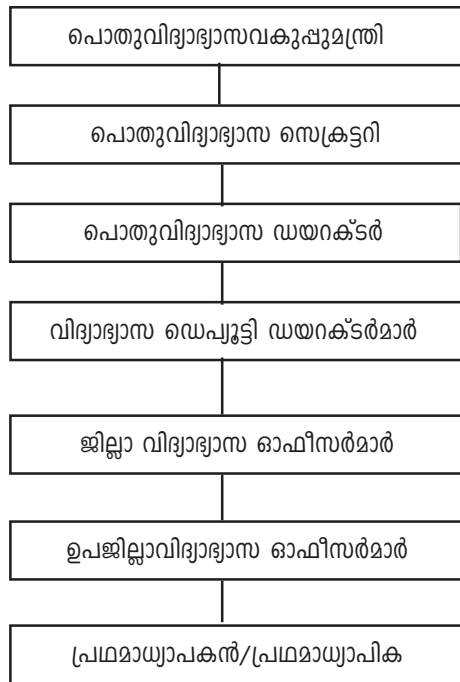 പൊതുവിദ്യാഭ്യാസവകുപ്പുമന്ത്രി
പൊതുവിദ്യാഭ്യാസ സെക്രട്ടറി
പൊതുവിദ്യാഭ്യാസ ഡയറക്ടർ
വിദ്യാഭ്യാസ ഡെപ്യൂട്ടി ഡയറക്ടർമാർ
ജില്ലാ വിദ്യാഭ്യാസ ഓഫീസർമാർ
ഉപജില്ലാവിദ്യാഭ്യാസ ഓഫീസർമാർ
പ്രഥമാധ്യാപകൻ/പ്രഥമാധ്യാപിക